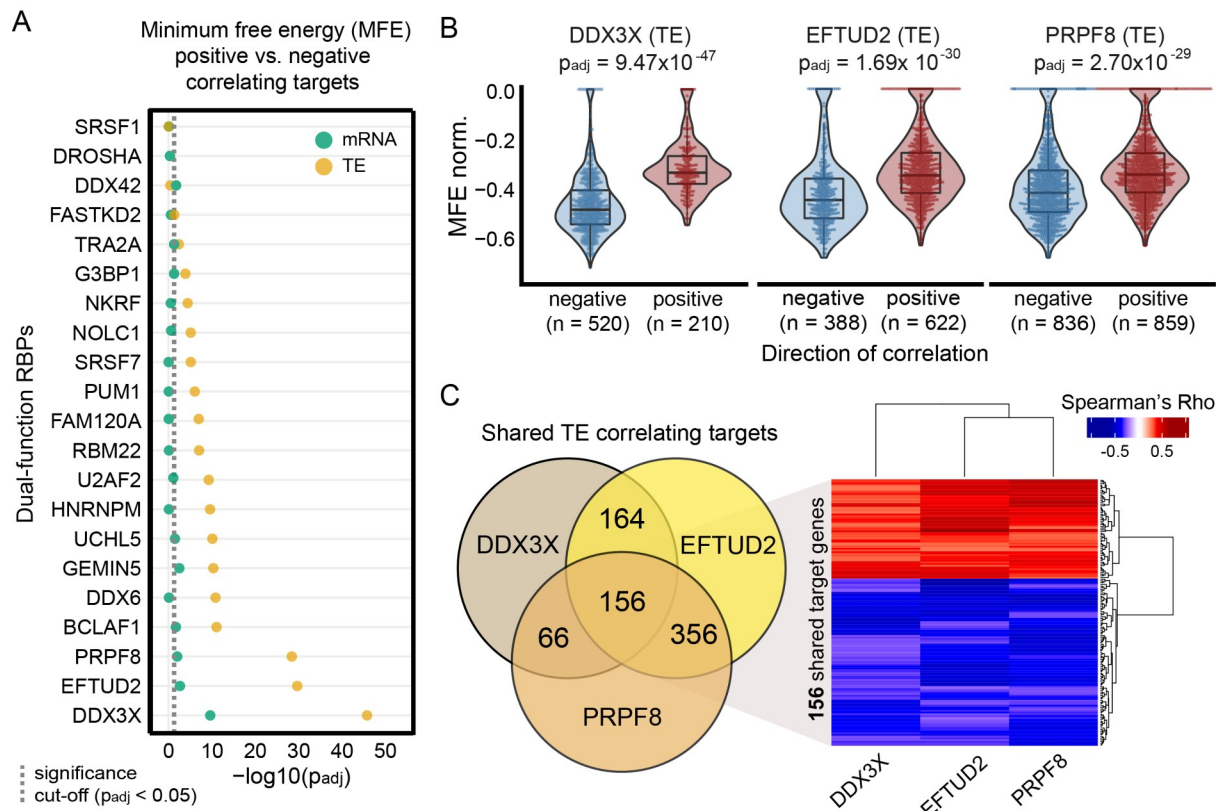 A
Minimum free energy (MFE)
positive vs. negative
correlating targets
Dual-function RBPs
SRSF1
DROSHA
DDX42
FASTKD2
TRA2A
G3BP1
NKRF
NOLC1
SRSF7
PUM1
FAM120A
RBM22
U2AF2
HNRNPM
UCHL5
GEMIN5
DDX6
BCLAF1
PRPF8
EFTUD2
DDX3X
mRNA
TE
0 10 20 30 40 50
−log10(padj)
significance
cut-off (padj < 0.05)
B
DDX3X (TE)
padj = 9.47x10-47
EFTUD2 (TE)
padj = 1.69x 10-30
PRPF8 (TE)
padj = 2.70x10-29
MFE norm.
0.0
−0.2
−0.4
−0.6
negative positive negative positive negative positive
(n = 520) (n = 210) (n = 388) (n = 622) (n = 836) (n = 859)
Direction of correlation
C
Shared TE correlating targets
DDX3X
164
EFTUD2
156
66
356
PRPF8
Spearman's Rho
-0.5 0.5
156 shared target genes
DDX3X
EFTUD2
PRPF8